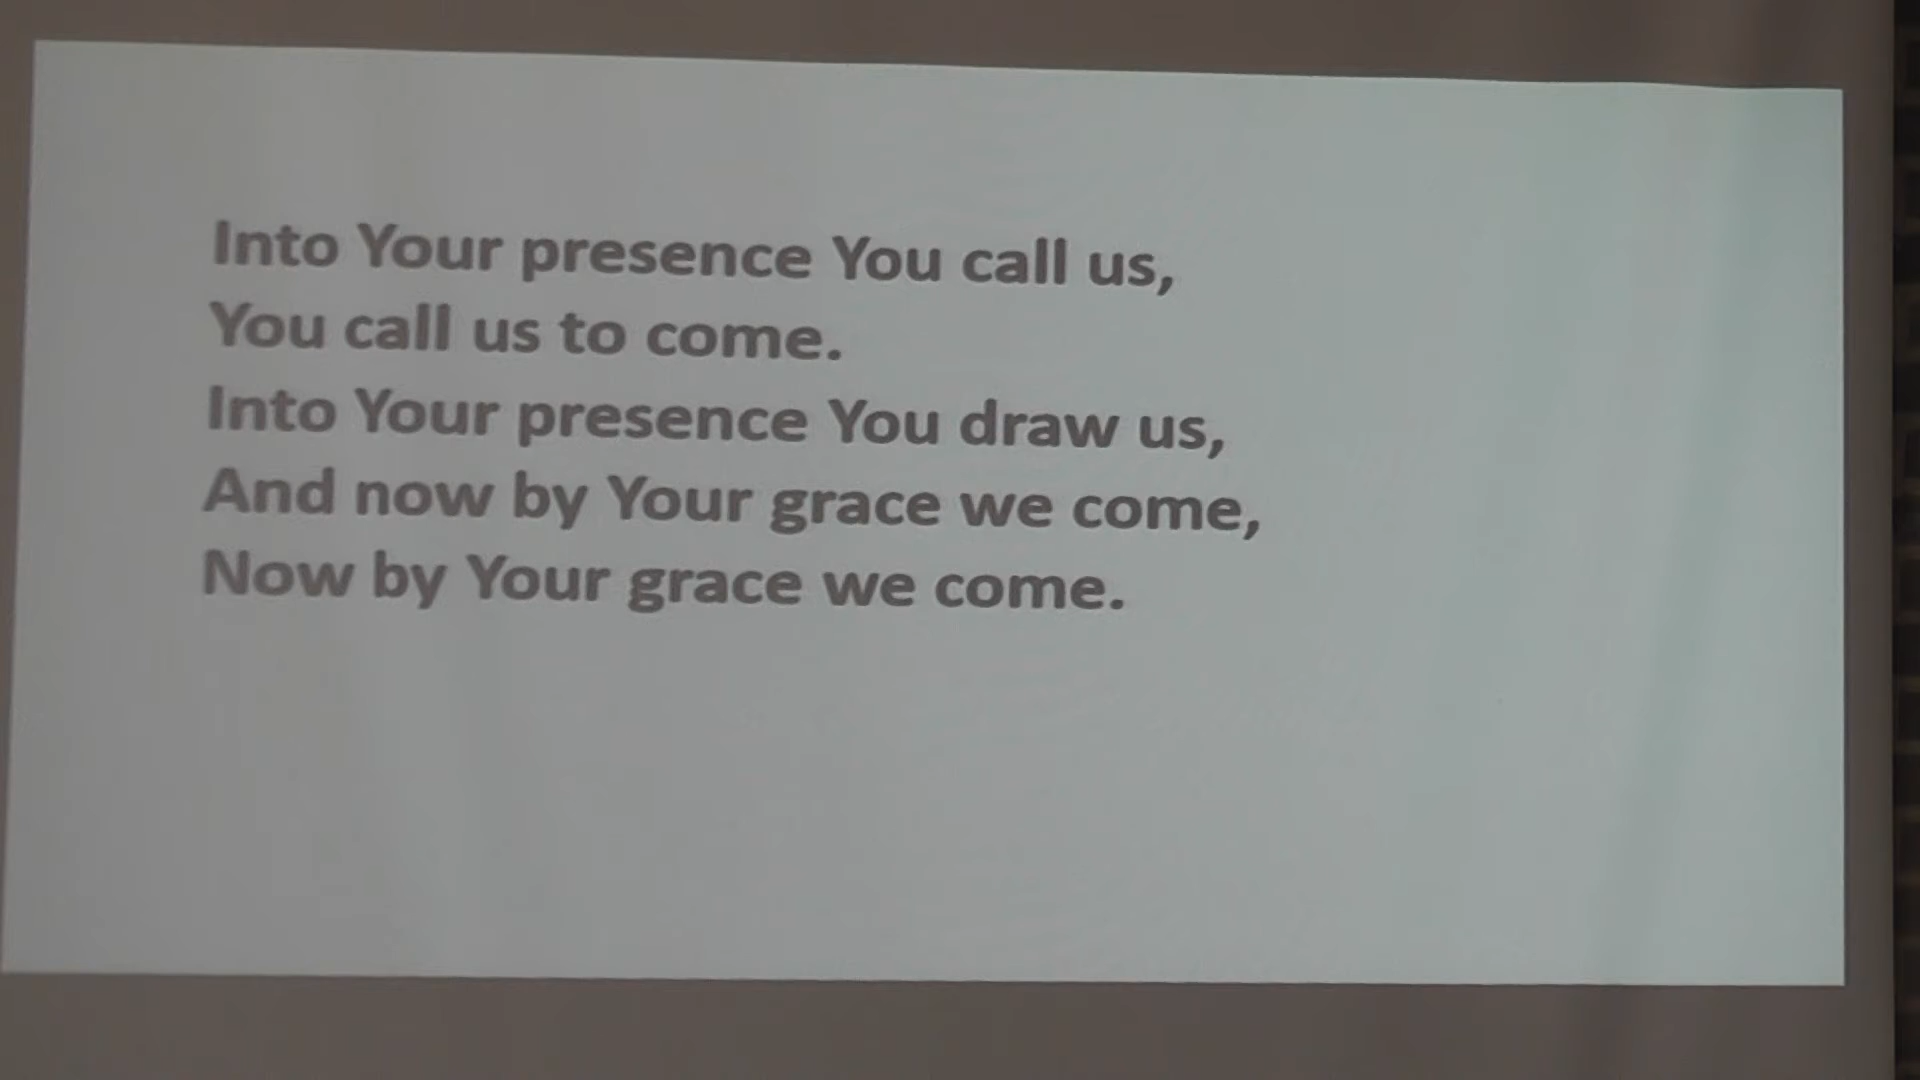 Into Your presence You call us,
You call us to come.
Into Your presence You draw us,
And now by Your grace we come,
Now by Your grace we come.